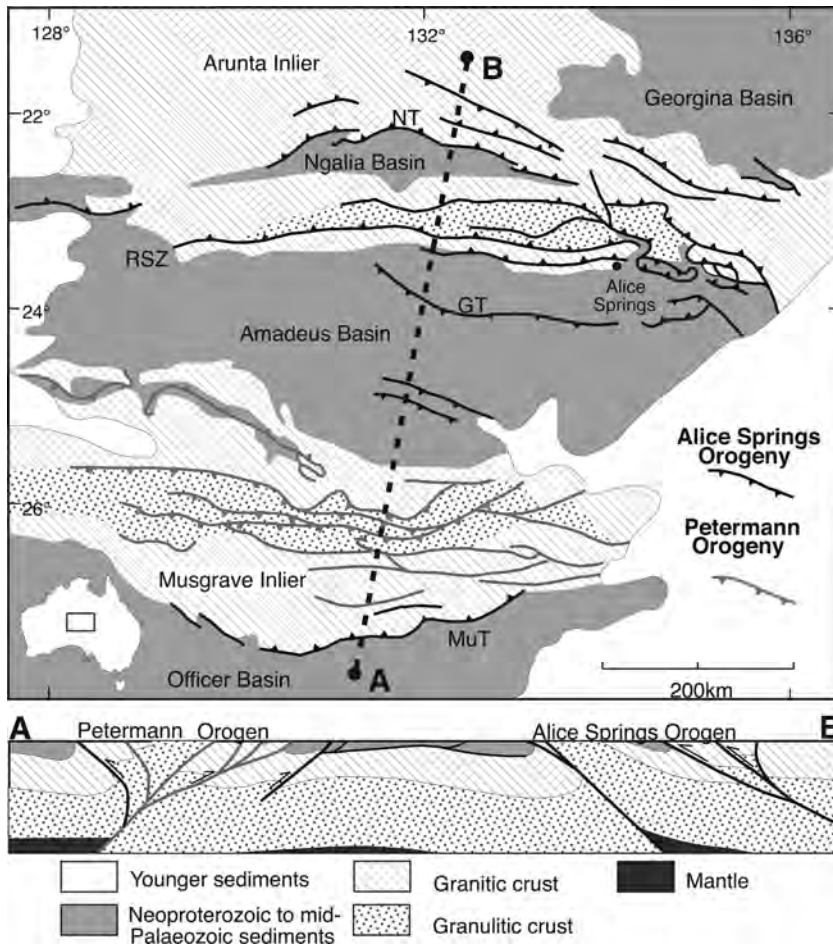 128°
132°
136°
Arunta Inlier
B
Georgina Basin
22°
NT
Ngalia Basin
RSZ
Alice
Springs
24°
GT
Amadeus Basin
Alice Springs
Orogeny
26°
Petermann
Orogeny
Musgrave Inlier
MuT
Officer Basin
A
200km
A
Petermann Orogen
Alice Springs Orogen
Younger sediments
Granitic crust
Mantle
Neoproterozoic to mid-
Palaeozoic sediments
Granulitic crust